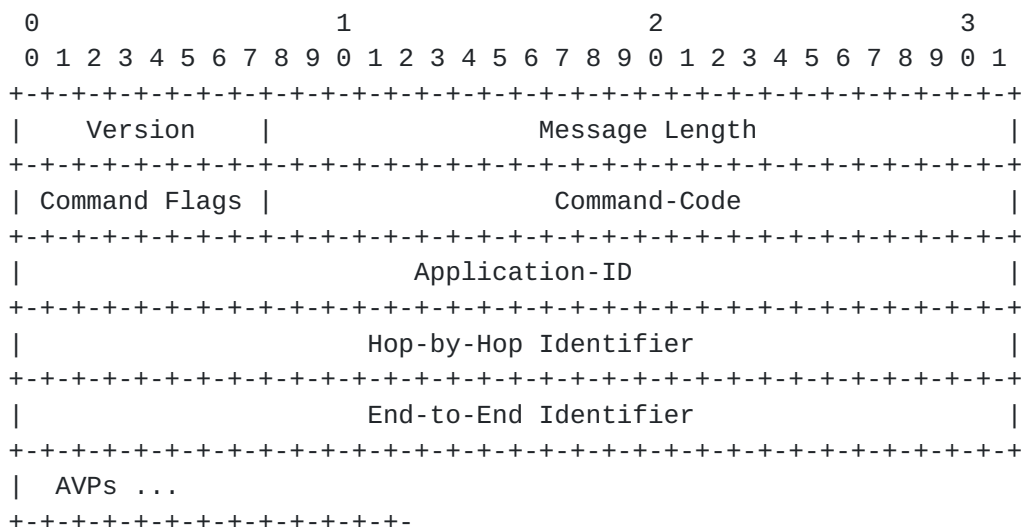 0                   1                   2                   3
 0 1 2 3 4 5 6 7 8 9 0 1 2 3 4 5 6 7 8 9 0 1 2 3 4 5 6 7 8 9 0 1
+-+-+-+-+-+-+-+-+-+-+-+-+-+-+-+-+-+-+-+-+-+-+-+-+-+-+-+-+-+-+-+-+
|    Version    |                 Message Length                |
+-+-+-+-+-+-+-+-+-+-+-+-+-+-+-+-+-+-+-+-+-+-+-+-+-+-+-+-+-+-+-+-+
| Command Flags |                  Command-Code                 |
+-+-+-+-+-+-+-+-+-+-+-+-+-+-+-+-+-+-+-+-+-+-+-+-+-+-+-+-+-+-+-+-+
|                         Application-ID                        |
+-+-+-+-+-+-+-+-+-+-+-+-+-+-+-+-+-+-+-+-+-+-+-+-+-+-+-+-+-+-+-+-+
|                      Hop-by-Hop Identifier                    |
+-+-+-+-+-+-+-+-+-+-+-+-+-+-+-+-+-+-+-+-+-+-+-+-+-+-+-+-+-+-+-+-+
|                      End-to-End Identifier                    |
+-+-+-+-+-+-+-+-+-+-+-+-+-+-+-+-+-+-+-+-+-+-+-+-+-+-+-+-+-+-+-+-+
|  AVPs ...
+-+-+-+-+-+-+-+-+-+-+-+-+-